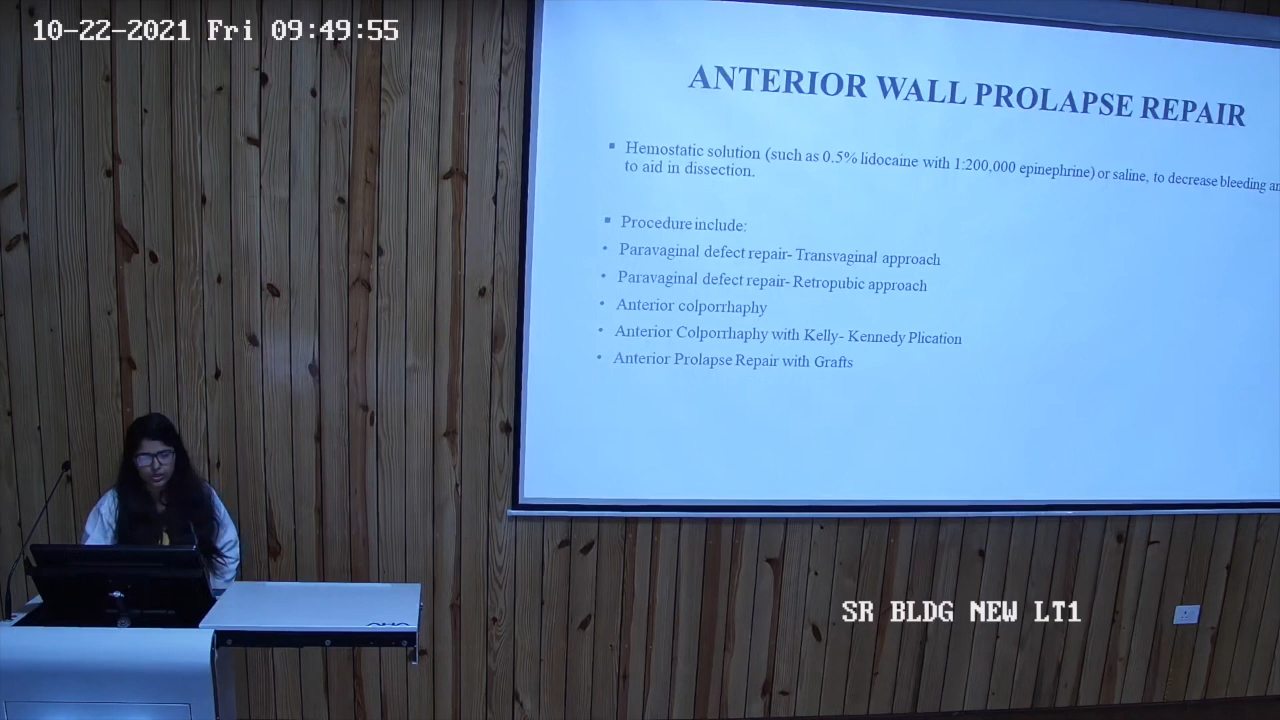 10-22-2021 Fri 09:49:55
ANTERIOR WALL PROLAPSE REPAIR
▪ Hemostatic solution (such as 0.5% lidocaine with 1:200,000 epinephrine) or saline, to decrease bleeding an
to aid in dissection.
▪ Procedure include:
• Paravaginal defect repair- Transvaginal approach
• Paravaginal defect repair- Retropubic approach
• Anterior colporrhaphy
• Anterior Colporrhaphy with Kelly- Kennedy Plication
• Anterior Prolapse Repair with Grafts
SR BLDG NEW LT1